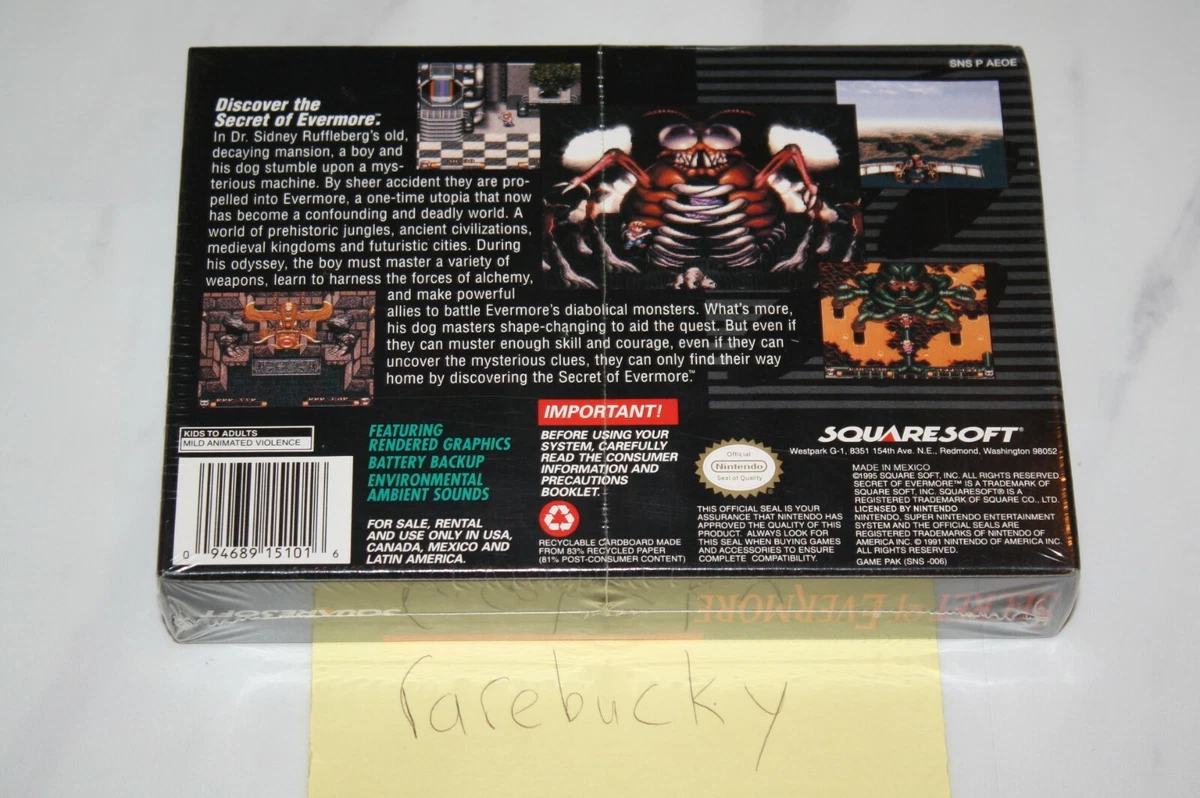 SNS P AEOE
Discover the
Secret of Evermore.™
In Dr. Sidney Ruffleberg's old,
decaying mansion, a boy and
his dog stumble upon a mys-
terious machine. By sheer accident they are pro-
pelled into Evermore, a one-time utopia that now
has become a confounding and deadly world. A
world of prehistoric jungles, ancient civilizations,
medieval kingdoms and futuristic cities. During
his odyssey, the boy must master a variety of
weapons, learn to harness the forces of alchemy,
and make powerful
allies to battle Evermore's diabolical monsters. What's more,
his dog masters shape-changing to aid the quest. But even if
they can muster enough skill and courage, even if they can
uncover the mysterious clues, they can only find their way
home by discovering the Secret of Evermore.™
KIDS TO ADULTS
MILD ANIMATED VIOLENCE
0 94689 15101 6
FEATURING
RENDERED GRAPHICS
BATTERY BACKUP
ENVIRONMENTAL
AMBIENT SOUNDS
FOR SALE, RENTAL
AND USE ONLY IN USA,
CANADA, MEXICO AND
LATIN AMERICA.
IMPORTANT!
BEFORE USING YOUR
SYSTEM, CAREFULLY
READ THE CONSUMER
INFORMATION AND
PRECAUTIONS
BOOKLET.
RECYCLABLE CARDBOARD MADE
FROM 83% RECYCLED PAPER
(81% POST-CONSUMER CONTENT)
Official
Nintendo
Seal of Quality
THIS OFFICIAL SEAL IS YOUR
ASSURANCE THAT NINTENDO HAS
APPROVED THE QUALITY OF THIS
PRODUCT. ALWAYS LOOK FOR
THIS SEAL WHEN BUYING GAMES
AND ACCESSORIES TO ENSURE
COMPLETE COMPATIBILITY.
SQUARESOFT®
Westpark G-1, 8351 154th Ave. N.E., Redmond, Washington 98052
MADE IN MEXICO
©1995 SQUARE SOFT, INC. ALL RIGHTS RESERVED
SECRET OF EVERMORE™ IS A TRADEMARK OF
SQUARE SOFT, INC. SQUARESOFT® IS A
REGISTERED TRADEMARK OF SQUARE CO., LTD.
LICENSED BY NINTENDO
NINTENDO, SUPER NINTENDO ENTERTAINMENT
SYSTEM AND THE OFFICIAL SEALS ARE
REGISTERED TRADEMARKS OF NINTENDO OF
AMERICA INC. © 1991 NINTENDO OF AMERICA INC.
ALL RIGHTS RESERVED.
GAME PAK (SNS -006)
SQUARESOFT
SECRET OF EVERMORE
rarebucky